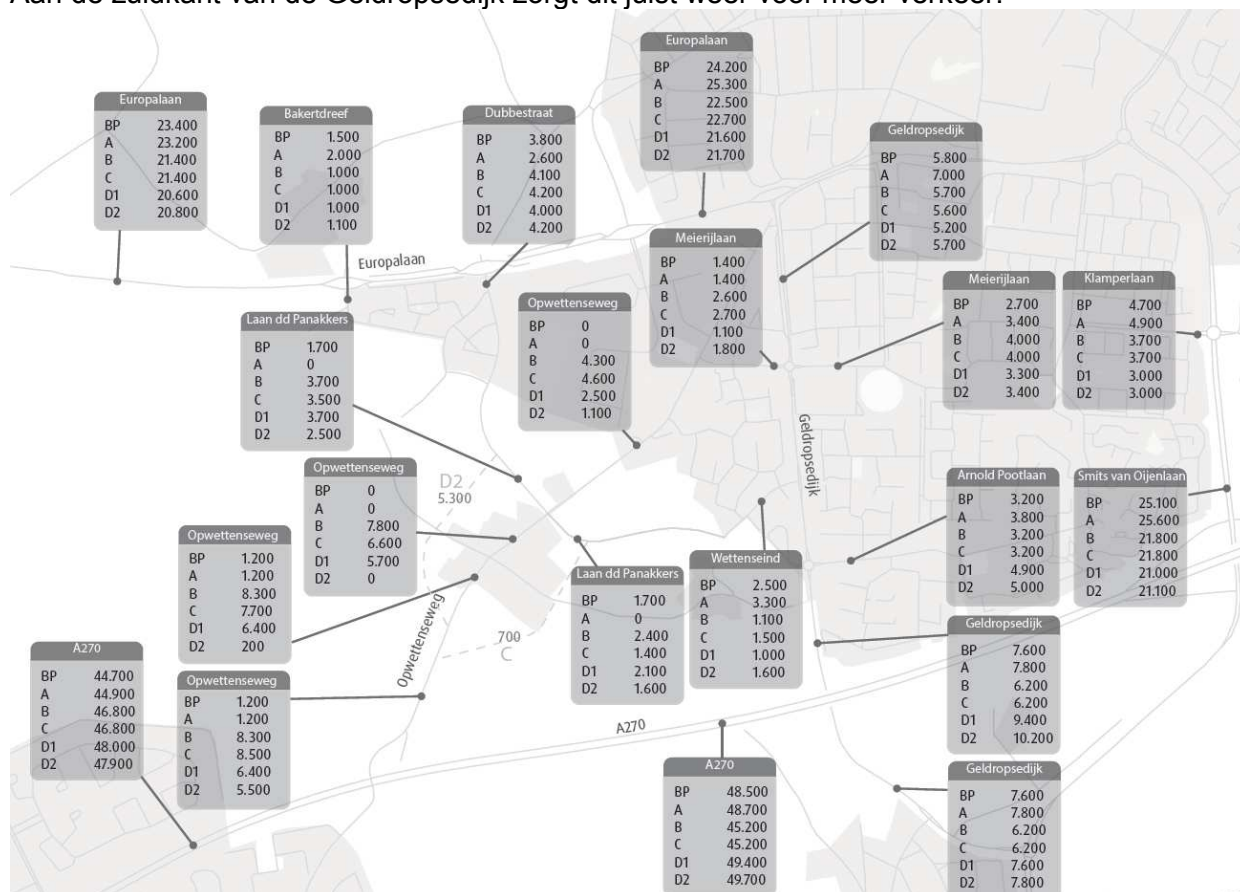 Aan de zuidkant van de Geldropsedijk zorgt dit juist weer voor meer verkeer.
Europalaan
BP 24.200
A 25.300
B 22.500
C 22.700
D1 21.600
D2 21.700
Europalaan
BP 23.400
A 23.200
B 21.400
C 21.400
D1 20.600
D2 20.800
Bakertdreef
BP 1.500
A 2.000
B 1.000
C 1.000
D1 1.000
D2 1.100
Dubbestraat
BP 3.800
A 2.600
B 4.100
C 4.200
D1 4.000
D2 4.200
Geldropsedijk
BP 5.800
A 7.000
B 5.700
C 5.600
D1 5.200
D2 5.700
Meierijlaan
BP 1.400
A 1.400
B 2.600
C 2.700
D1 1.100
D2 1.800
Europalaan
Meierijlaan
BP 2.700
A 3.400
B 4.000
C 4.000
D1 3.300
D2 3.400
Klamperlaan
BP 4.700
A 4.900
B 3.700
C 3.700
D1 3.000
D2 3.000
Opwettenseweg
BP 0
A 0
B 4.300
C 4.600
D1 2.500
D2 1.100
Laan dd Panakkers
BP 1.700
A 0
B 3.700
C 3.500
D1 3.700
D2 2.500
Geldropsedijk
Opwettenseweg
BP 0
A 0
B 7.800
C 6.600
D1 5.700
D2 0
D2
5.300
Arnold Pootlaan
BP 3.200
A 3.800
B 3.200
C 3.200
D1 4.900
D2 5.000
Smits van Oijenlaan
BP 25.100
A 25.600
B 21.800
C 21.800
D1 21.000
D2 21.100
Opwettenseweg
BP 1.200
A 1.200
B 8.300
C 7.700
D1 6.400
D2 200
Wettenseind
BP 2.500
A 3.300
B 1.100
C 1.500
D1 1.000
D2 1.600
Laan dd Panakkers
BP 1.700
A 0
B 2.400
C 1.400
D1 2.100
D2 1.600
Opwettenseweg
700
C
Geldropsedijk
BP 7.600
A 7.800
B 6.200
C 6.200
D1 9.400
D2 10.200
A270
BP 44.700
A 44.900
B 46.800
C 46.800
D1 48.000
D2 47.900
Opwettenseweg
BP 1.200
A 1.200
B 8.300
C 8.500
D1 6.400
D2 5.500
A270
A270
BP 48.500
A 48.700
B 45.200
C 45.200
D1 49.400
D2 49.700
Geldropsedijk
BP 7.600
A 7.800
B 6.200
C 6.200
D1 7.600
D2 7.800